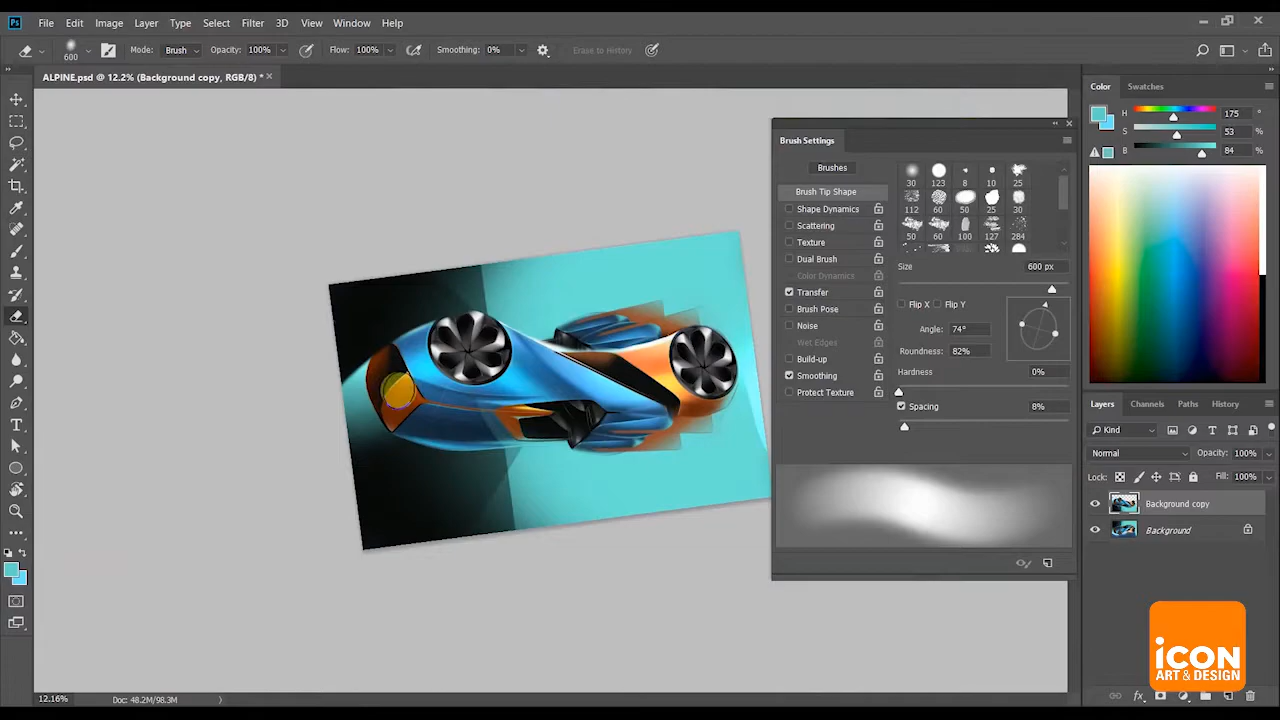 Ps File Edit Image Layer Type Select Filter 3D View Window Help
600 Mode: Brush Opacity: 100% Flow: 100% Smoothing: 0% Erase to History
ALPINE.psd @ 12.2% (Background copy, RGB/8) *
Color Swatches
H 175 °
S 53 %
B 84 %
Brush Settings
Brushes
Brush Tip Shape
Shape Dynamics
Scattering
Texture
Dual Brush
Color Dynamics
Transfer
Brush Pose
Noise
Wet Edges
Build-up
Smoothing
Protect Texture
30 123 8 10 25
112 60 50 25 30
50 60 100 127 284
Size 600 px
Flip X Flip Y
Angle: 74°
Roundness: 82%
Hardness 0%
Spacing 8%
Layers Channels Paths History
Kind
Normal Opacity: 100%
Lock: Fill: 100%
Background copy
Background
12.16% Doc: 48.2M/98.3M
iCON
ART & DESIGN
fx